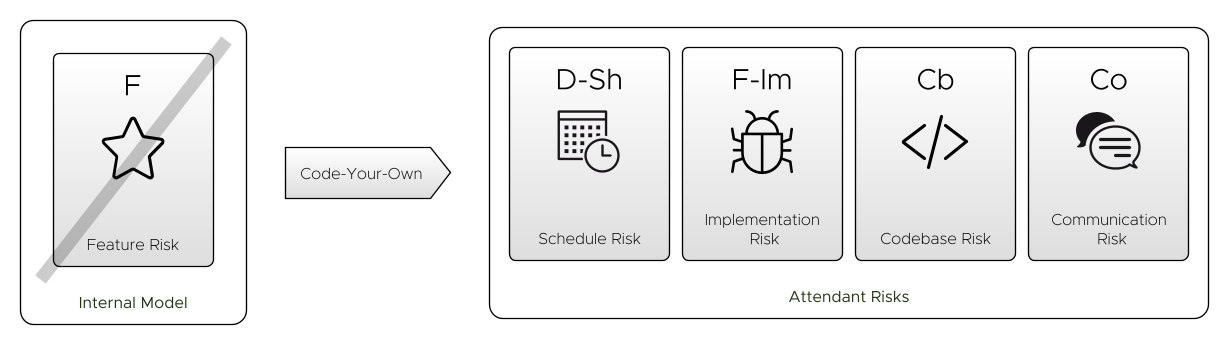 F
Feature Risk
Internal Model
Code-Your-Own
D-Sh
Schedule Risk
F-Im
Implementation
Risk
Cb
Codebase Risk
Co
Communication
Risk
Attendant Risks